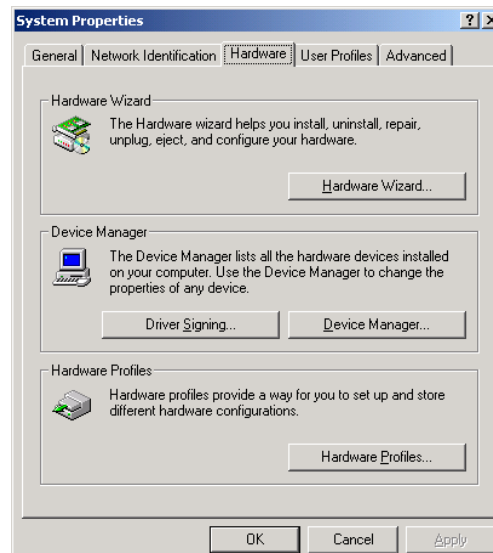 System Properties
General Network Identification Hardware User Profiles Advanced
Hardware Wizard
The Hardware wizard helps you install, uninstall, repair,
unplug, eject, and configure your hardware.
Hardware Wizard...
Device Manager
The Device Manager lists all the hardware devices installed
on your computer. Use the Device Manager to change the
properties of any device.
Driver Signing... Device Manager...
Hardware Profiles
Hardware profiles provide a way for you to set up and store
different hardware configurations.
Hardware Profiles...
OK Cancel Apply